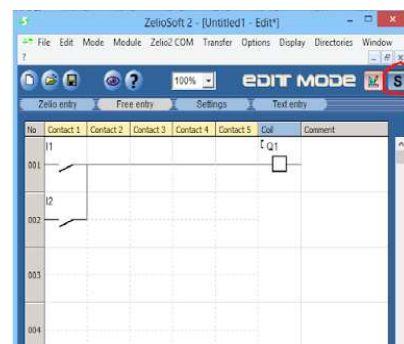 ZelioSoft 2 - [Untitled1 - Edit*]
File Edit Mode Module Zelio2 COM Transfer Options Display Directories Window
?
? 100% EDIT MODE S
Zelio entry Free entry Settings Text entry
No Contact 1 Contact 2 Contact 3 Contact 4 Contact 5 Coil Comment
I1 [ Q1
001
I2
002
003
004